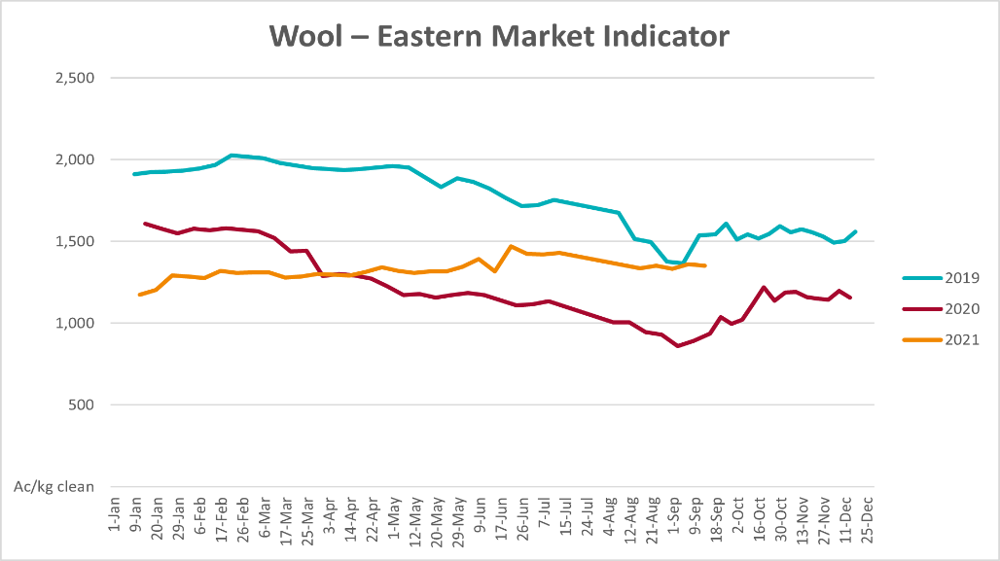 Wool – Eastern Market Indicator
2,500
2,000
1,500
1,000
500
Ac/kg clean
1-Jan
9-Jan
20-Jan
29-Jan
6-Feb
17-Feb
26-Feb
6-Mar
17-Mar
25-Mar
3-Apr
14-Apr
22-Apr
1-May
12-May
20-May
29-May
9-Jun
17-Jun
26-Jun
7-Jul
15-Jul
24-Jul
4-Aug
12-Aug
21-Aug
1-Sep
9-Sep
18-Sep
2-Oct
16-Oct
30-Oct
13-Nov
27-Nov
11-Dec
25-Dec
2019
2020
2021